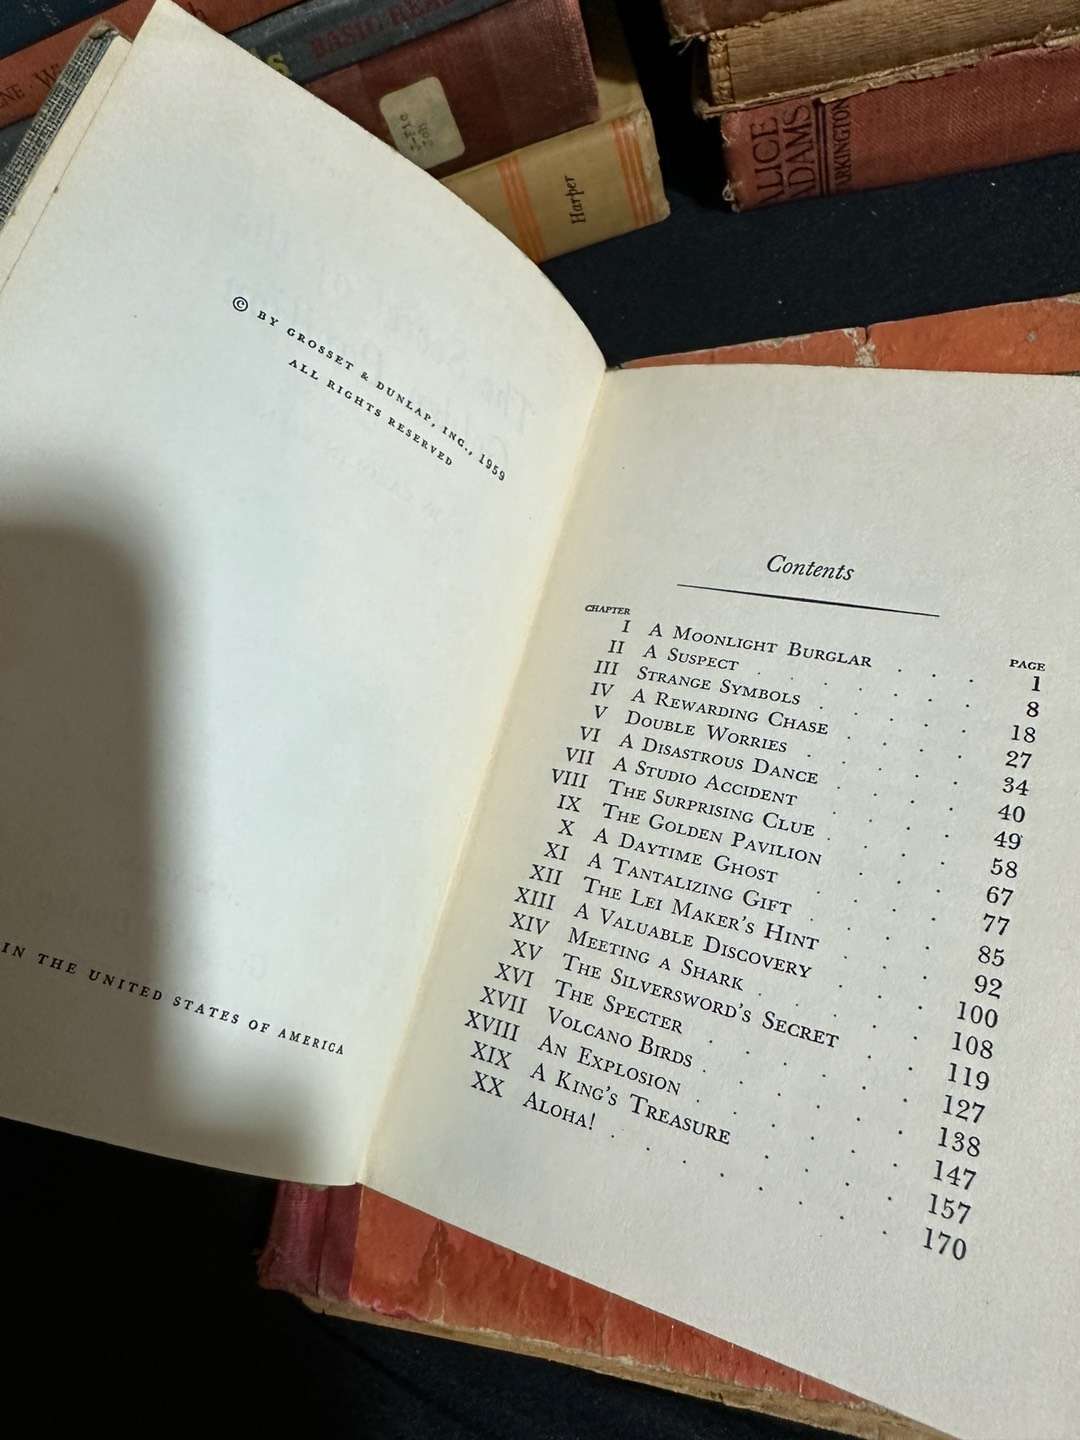 BASIC READ
Harper
ALICE
ADAMS
TARKINGTON
© BY GROSSET & DUNLAP, INC., 1959
ALL RIGHTS RESERVED
IN THE UNITED STATES OF AMERICA
Contents
CHAPTER PAGE
I A MOONLIGHT BURGLAR . . . 1
II A SUSPECT . . . . . . 8
III STRANGE SYMBOLS . . . . . 18
IV A REWARDING CHASE . . . . 27
V DOUBLE WORRIES . . . . . 34
VI A DISASTROUS DANCE . . . . 40
VII A STUDIO ACCIDENT . . . . 49
VIII THE SURPRISING CLUE . . . . 58
IX THE GOLDEN PAVILION . . . . 67
X A DAYTIME GHOST . . . . 77
XI A TANTALIZING GIFT . . . . 85
XII THE LEI MAKER'S HINT . . . . 92
XIII A VALUABLE DISCOVERY . . . . 100
XIV MEETING A SHARK . . . . . 108
XV THE SILVERSWORD'S SECRET . . . 119
XVI THE SPECTER . . . . . . 127
XVII VOLCANO BIRDS . . . . . . 138
XVIII AN EXPLOSION . . . . . . 147
XIX A KING'S TREASURE . . . . 157
XX ALOHA! . . . . . . . . 170